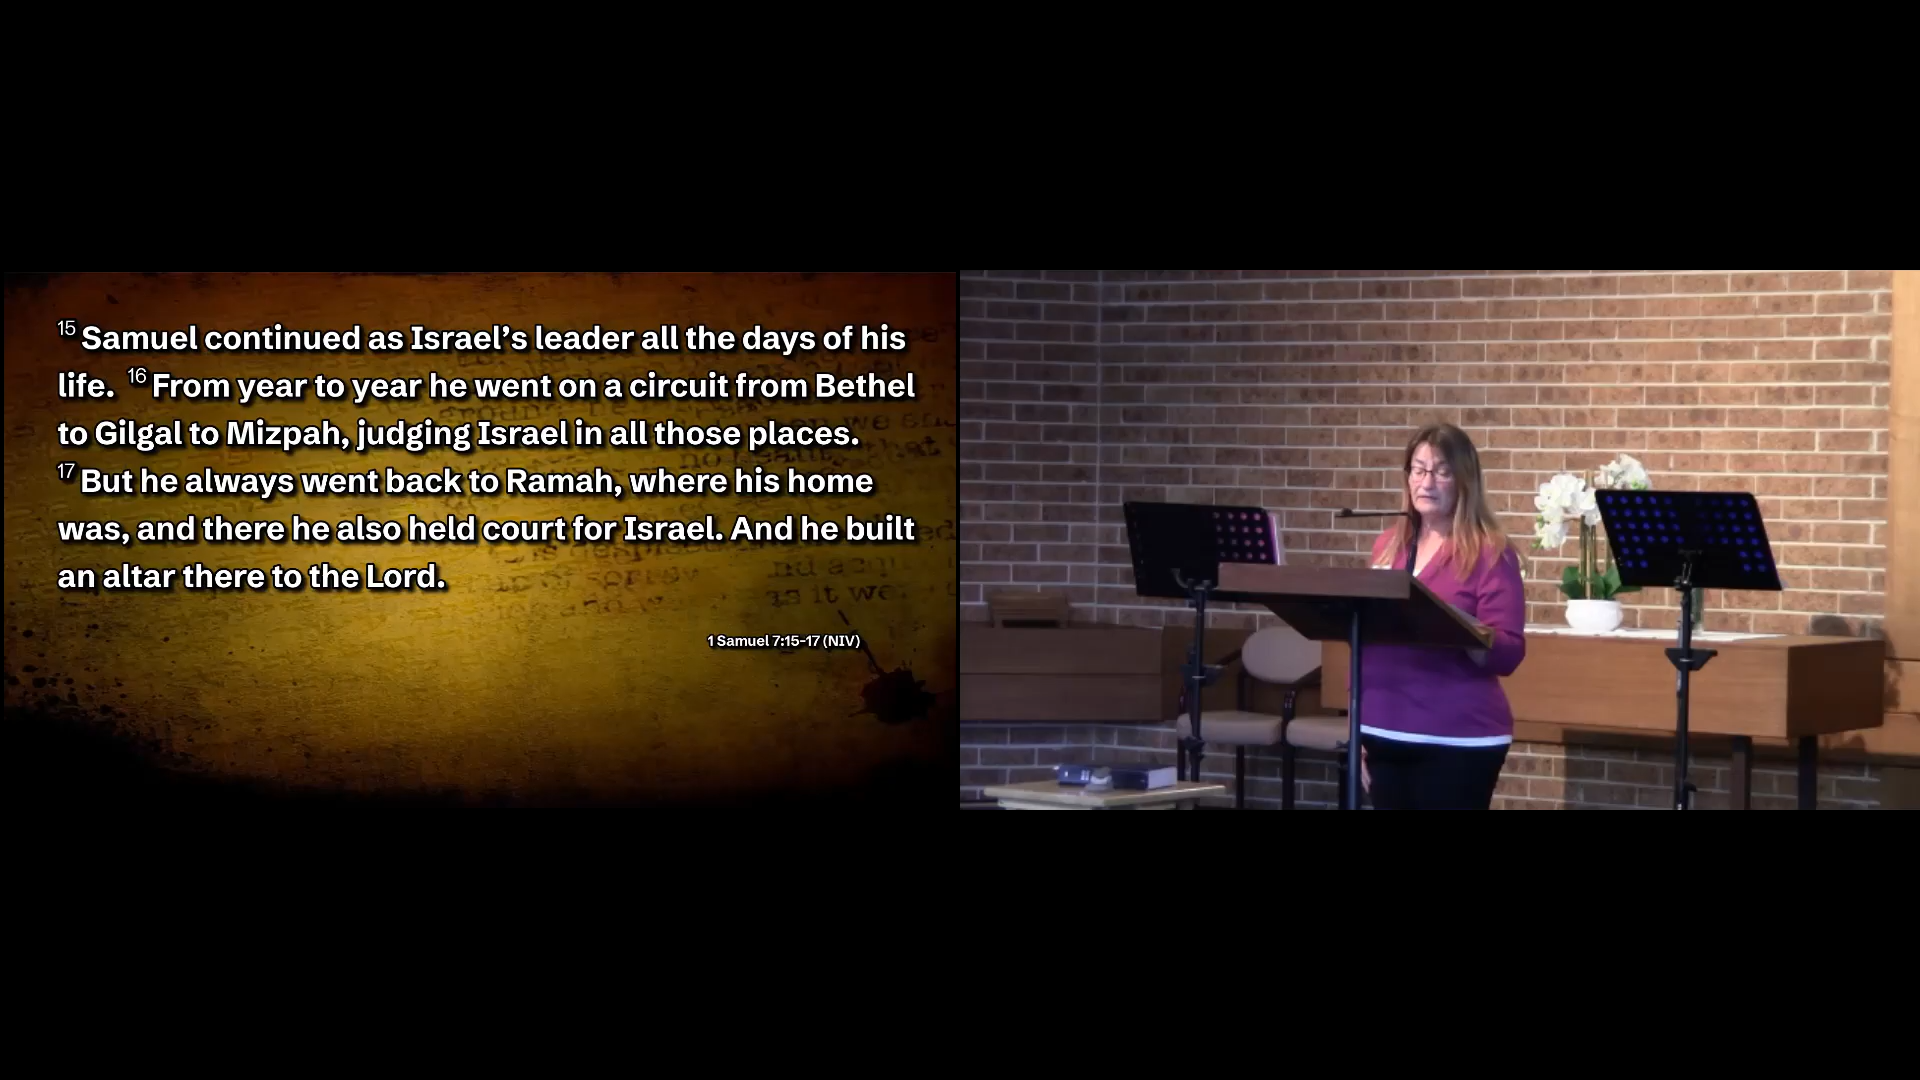 15 Samuel continued as Israel’s leader all the days of his
life. 16 From year to year he went on a circuit from Bethel
to Gilgal to Mizpah, judging Israel in all those places.
17 But he always went back to Ramah, where his home
was, and there he also held court for Israel. And he built
an altar there to the Lord.
1 Samuel 7:15-17 (NIV)